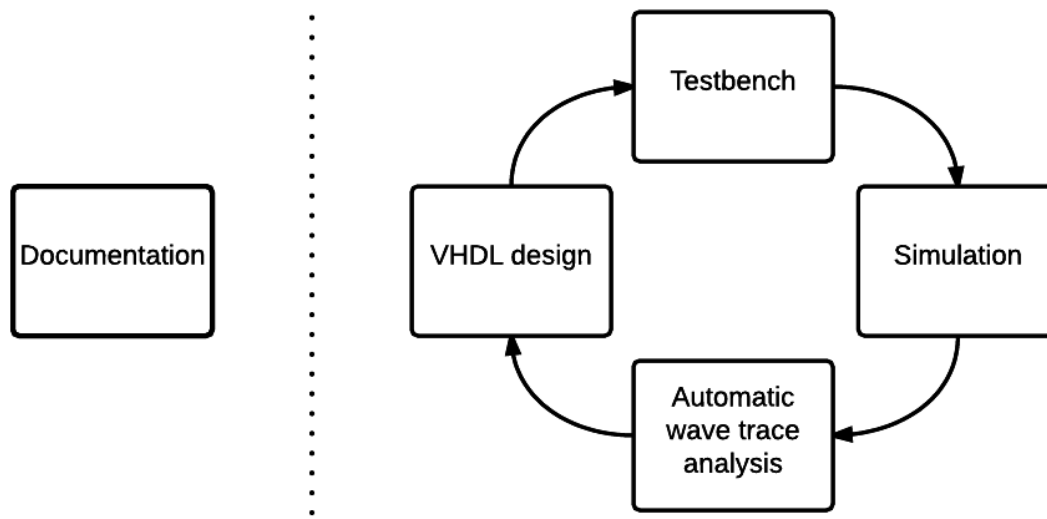 Documentation
VHDL design
Testbench
Simulation
Automatic
wave trace
analysis